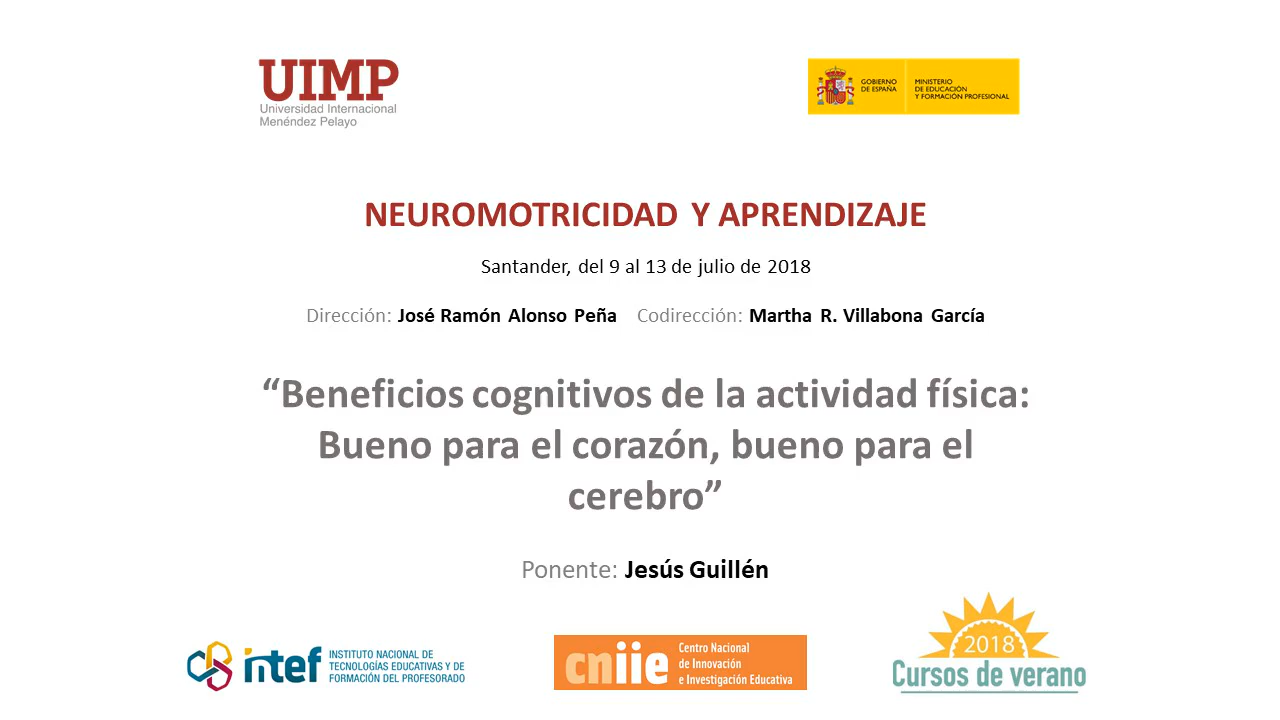 UIMP
Universidad Internacional
Menéndez Pelayo
GOBIERNO
DE ESPAÑA
MINISTERIO
DE EDUCACIÓN
Y FORMACIÓN PROFESIONAL
NEUROMOTRICIDAD Y APRENDIZAJE
Santander, del 9 al 13 de julio de 2018
Dirección: José Ramón Alonso Peña Codirección: Martha R. Villabona García
“Beneficios cognitivos de la actividad física:
Bueno para el corazón, bueno para el
cerebro”
Ponente: Jesús Guillén
intef
INSTITUTO NACIONAL DE
TECNOLOGÍAS EDUCATIVAS Y DE
FORMACIÓN DEL PROFESORADO
cniie
Centro Nacional
de Innovación
e Investigación Educativa
2018
Cursos de verano